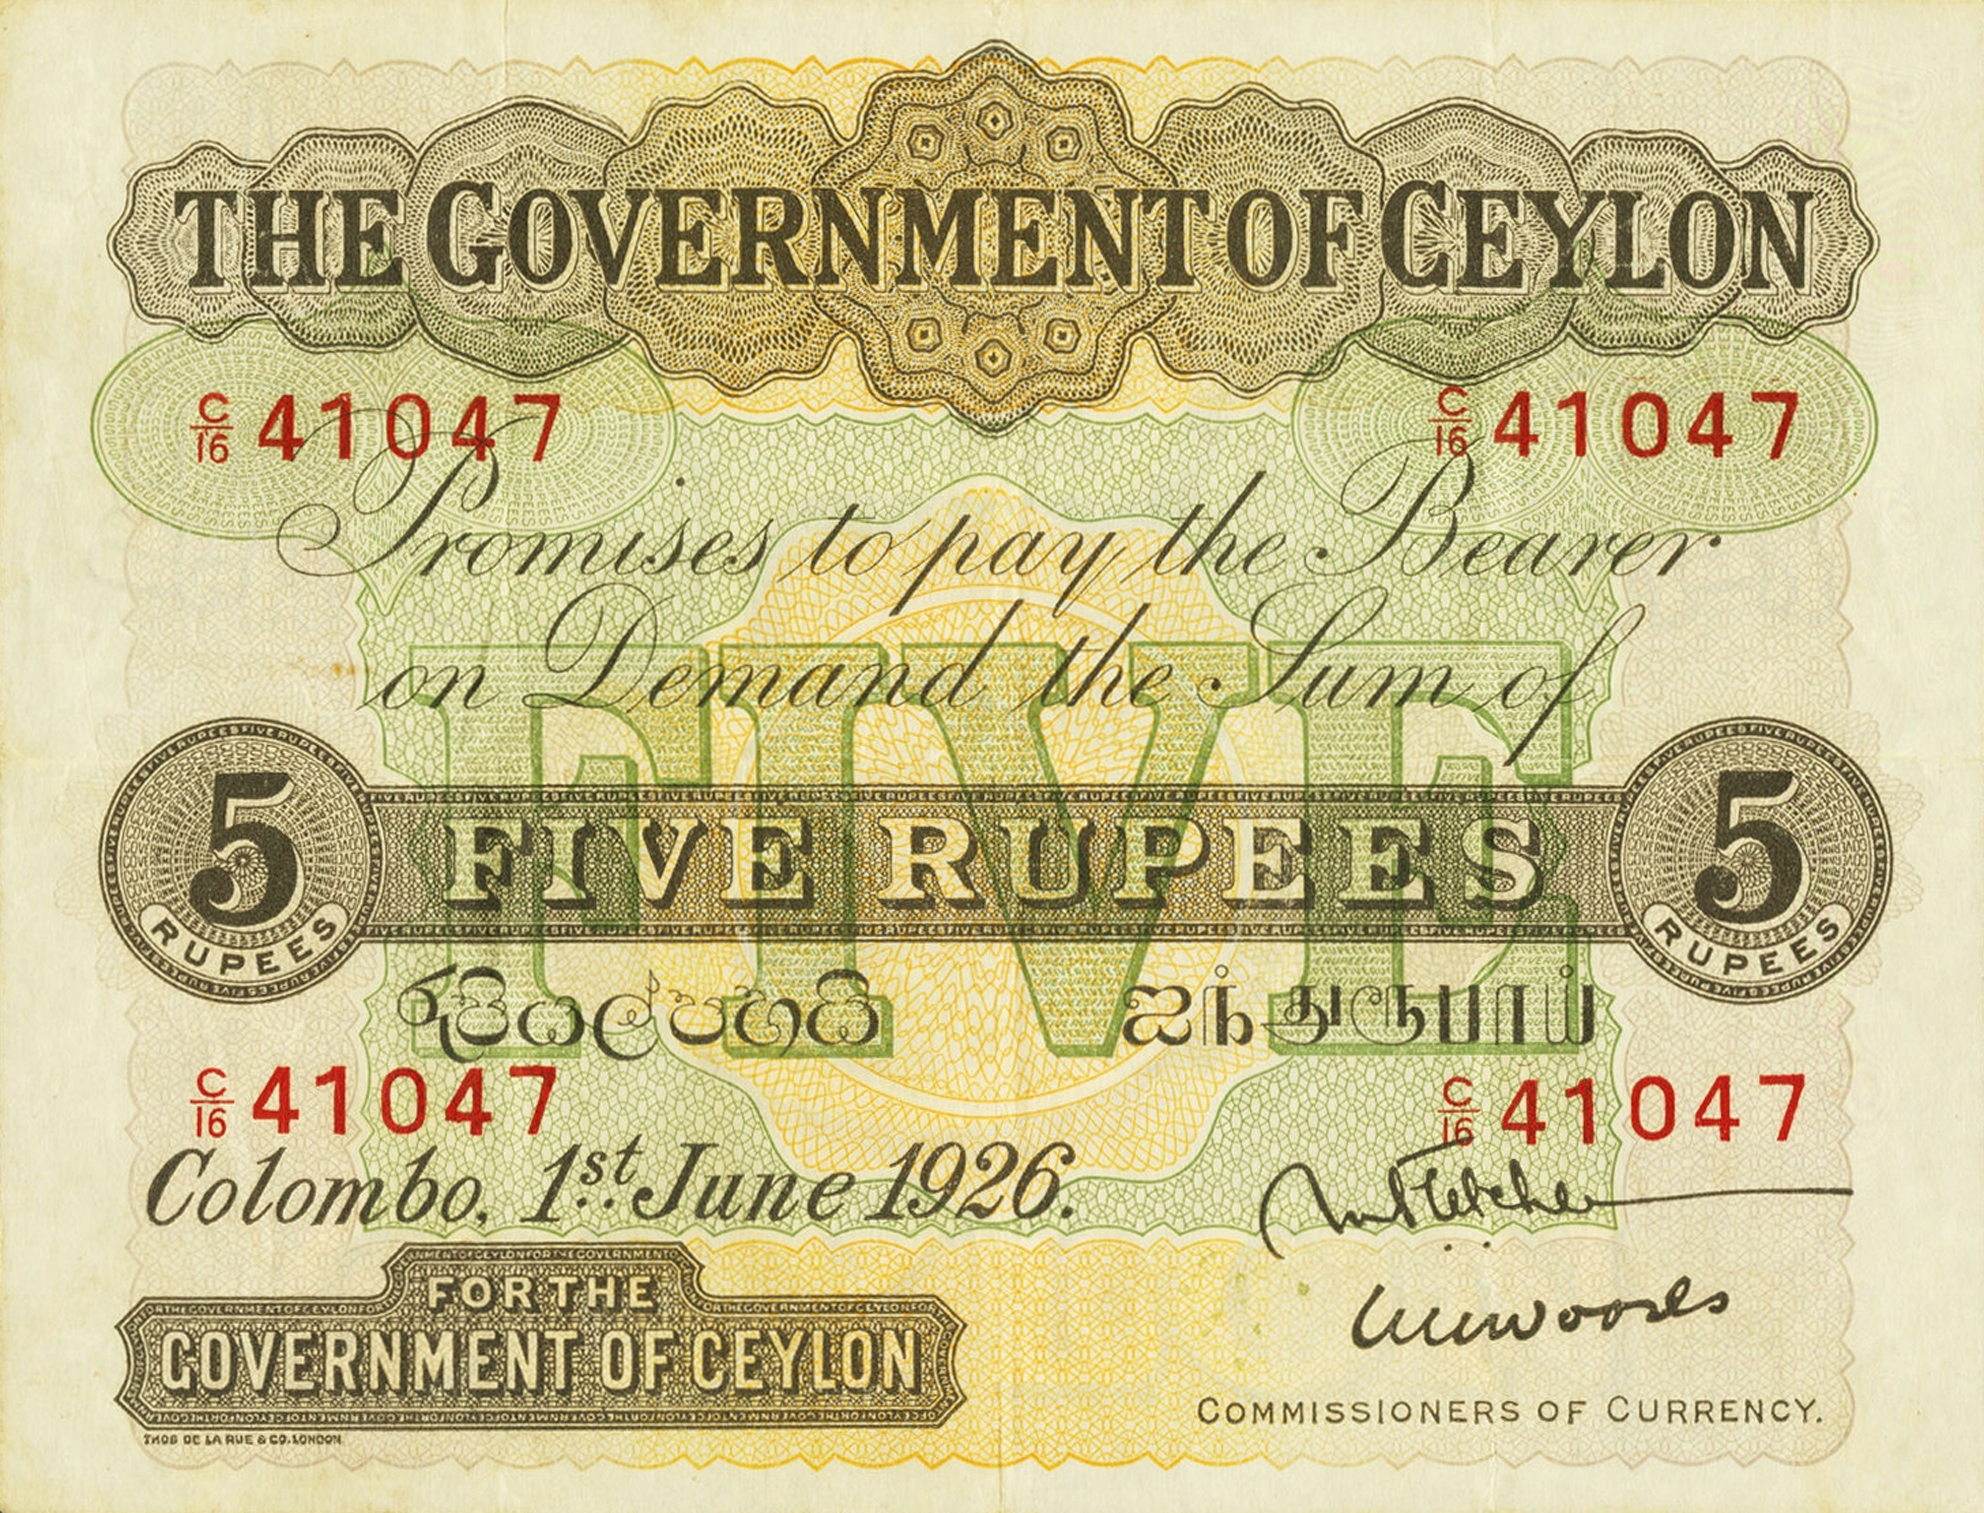 THE GOVERNMENT OF CEYLON
C/16 41047 C/16 41047
Promises to pay the Bearer
on Demand the Sum of
5 RUPEES FIVE RUPEES 5 RUPEES
රුපියල් පහයි ஐந்துரூபாய்
C/16 41047 C/16 41047
Colombo, 1st. June 1926.
FOR THE
GOVERNMENT OF CEYLON
COMMISSIONERS OF CURRENCY.
THOS DE LA RUE & CO. LONDON